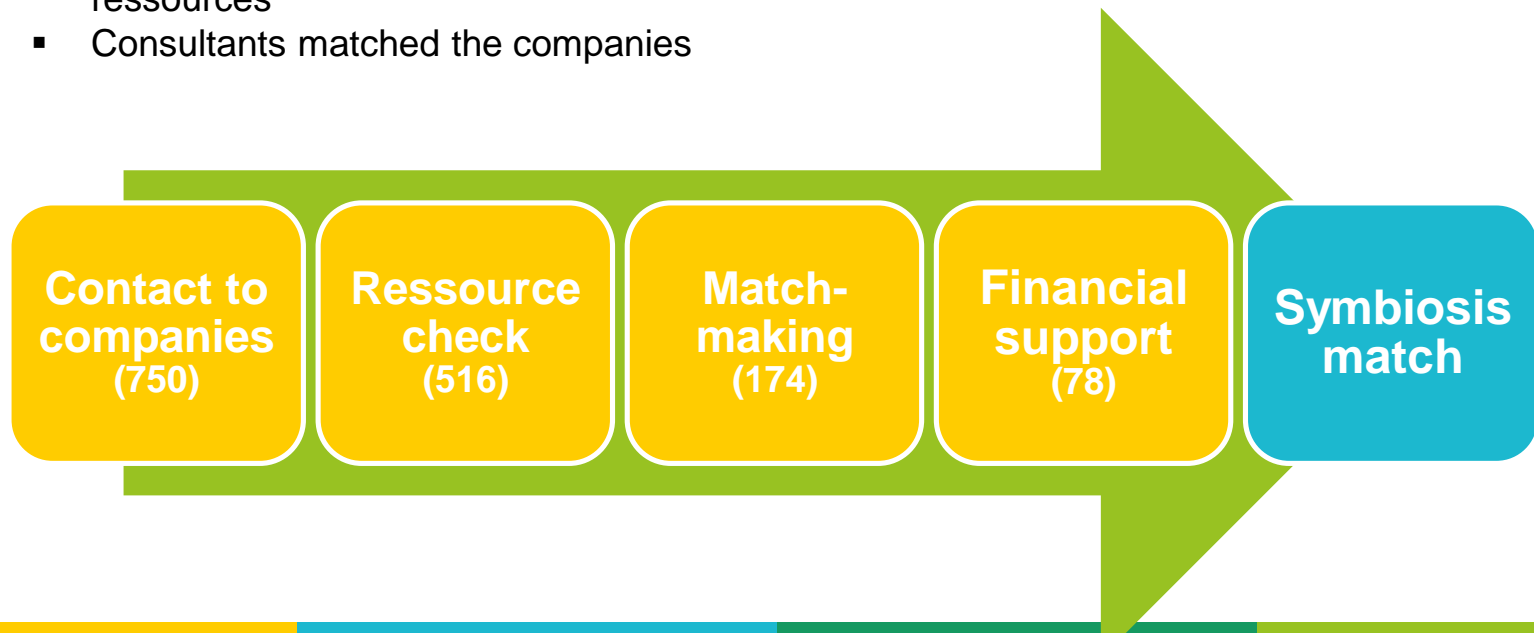 ressources
▪ Consultants matched the companies
Contact to
companies
(750)
Ressource
check
(516)
Match-
making
(174)
Financial
support
(78)
Symbiosis
match